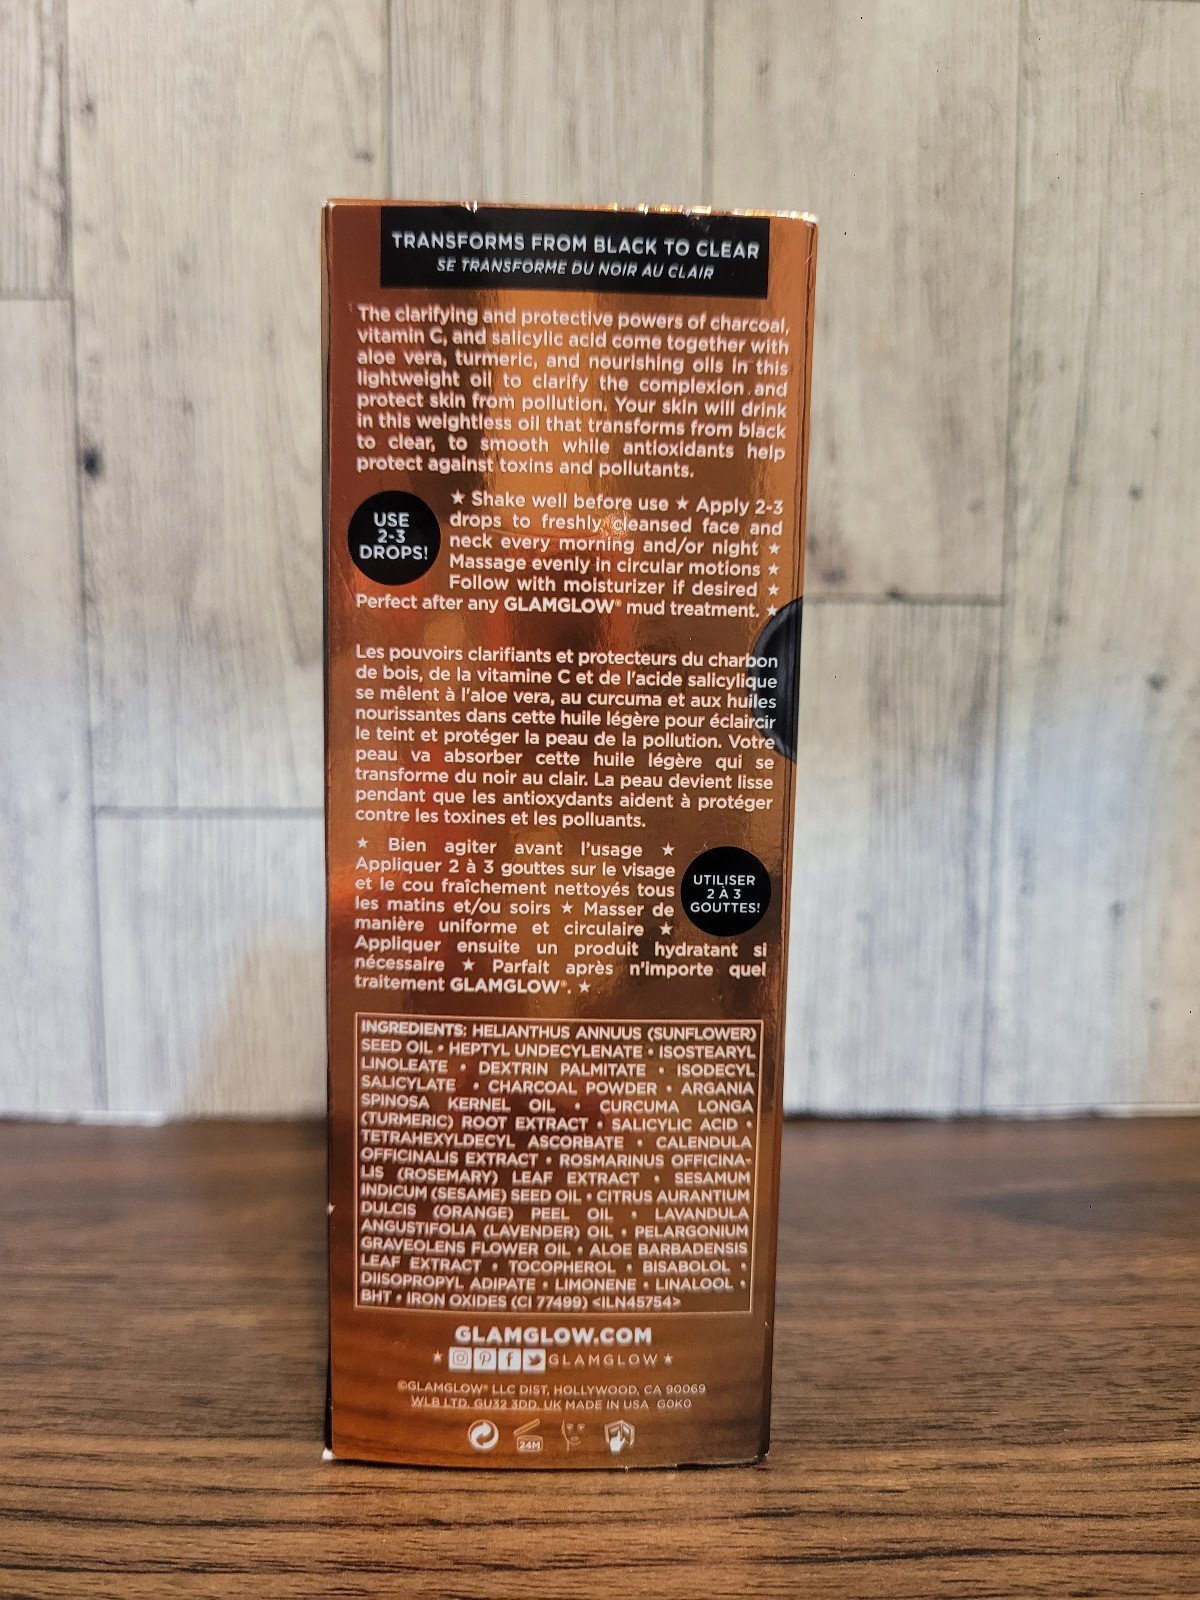 TRANSFORMS FROM BLACK TO CLEAR
SE TRANSFORME DU NOIR AU CLAIR
The clarifying and protective powers of charcoal,
vitamin C, and salicylic acid come together with
aloe vera, turmeric, and nourishing oils in this
lightweight oil to clarify the complexion and
protect skin from pollution. Your skin will drink
in this weightless oil that transforms from black
to clear, to smooth while antioxidants help
protect against toxins and pollutants.
USE
2-3
DROPS!
★ Shake well before use ★ Apply 2-3
drops to freshly cleansed face and
neck every morning and/or night ★
Massage evenly in circular motions ★
Follow with moisturizer if desired ★
Perfect after any GLAMGLOW® mud treatment. ★
Les pouvoirs clarifiants et protecteurs du charbon
de bois, de la vitamine C et de l'acide salicylique
se mêlent à l'aloe vera, au curcuma et aux huiles
nourissantes dans cette huile légère pour éclaircir
le teint et protéger la peau de la pollution. Votre
peau va absorber cette huile légère qui se
transforme du noir au clair. La peau devient lisse
pendant que les antioxydants aident à protéger
contre les toxines et les polluants.
★ Bien agiter avant l'usage ★
Appliquer 2 à 3 gouttes sur le visage
et le cou fraîchement nettoyés tous
les matins et/ou soirs ★ Masser de
manière uniforme et circulaire ★
Appliquer ensuite un produit hydratant si
nécessaire ★ Parfait après n'importe quel
traitement GLAMGLOW®. ★
UTILISER
2 À 3
GOUTTES!
INGREDIENTS: HELIANTHUS ANNUUS (SUNFLOWER)
SEED OIL • HEPTYL UNDECYLENATE • ISOSTEARYL
LINOLEATE • DEXTRIN PALMITATE • ISODECYL
SALICYLATE • CHARCOAL POWDER • ARGANIA
SPINOSA KERNEL OIL • CURCUMA LONGA
(TURMERIC) ROOT EXTRACT • SALICYLIC ACID •
TETRAHEXYLDECYL ASCORBATE • CALENDULA
OFFICINALIS EXTRACT • ROSMARINUS OFFICINA-
LIS (ROSEMARY) LEAF EXTRACT • SESAMUM
INDICUM (SESAME) SEED OIL • CITRUS AURANTIUM
DULCIS (ORANGE) PEEL OIL • LAVANDULA
ANGUSTIFOLIA (LAVENDER) OIL • PELARGONIUM
GRAVEOLENS FLOWER OIL • ALOE BARBADENSIS
LEAF EXTRACT • TOCOPHEROL • BISABOLOL •
DIISOPROPYL ADIPATE • LIMONENE • LINALOOL •
BHT • IRON OXIDES (CI 77499) <ILN45754>
GLAMGLOW.COM
★ GLAMGLOW ★
©GLAMGLOW® LLC DIST, HOLLYWOOD, CA 90069
WLB LTD, GU32 3DD, UK MADE IN USA G0K0
24M